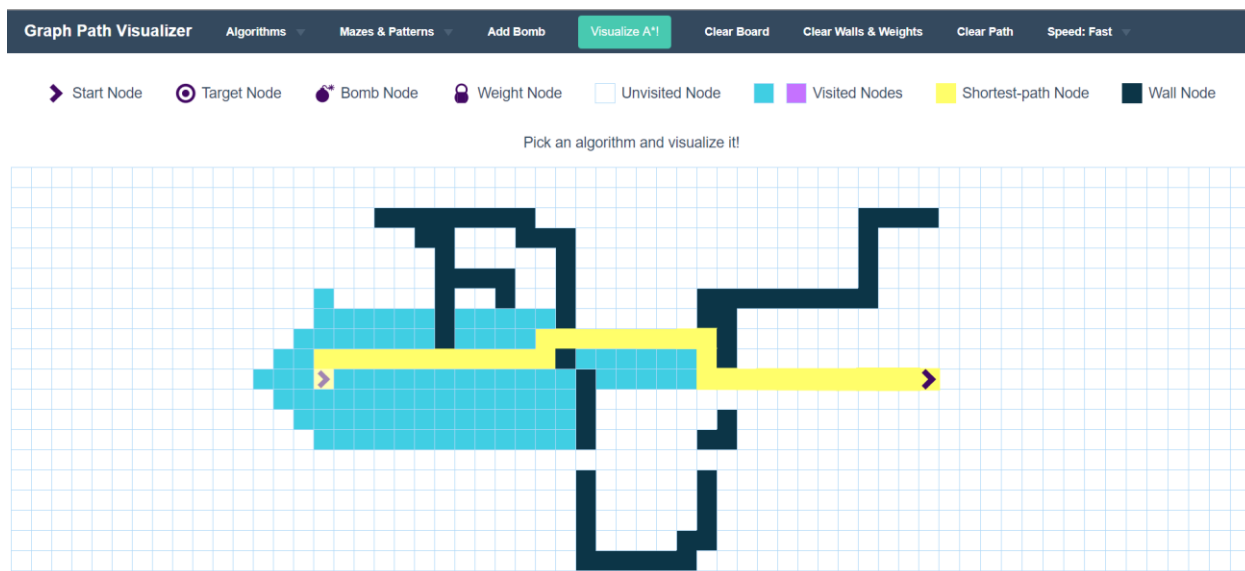 Graph Path Visualizer Algorithms Mazes & Patterns Add Bomb Visualize A*! Clear Board Clear Walls & Weights Clear Path Speed: Fast
Start Node Target Node Bomb Node Weight Node Unvisited Node Visited Nodes Shortest-path Node Wall Node
Pick an algorithm and visualize it!